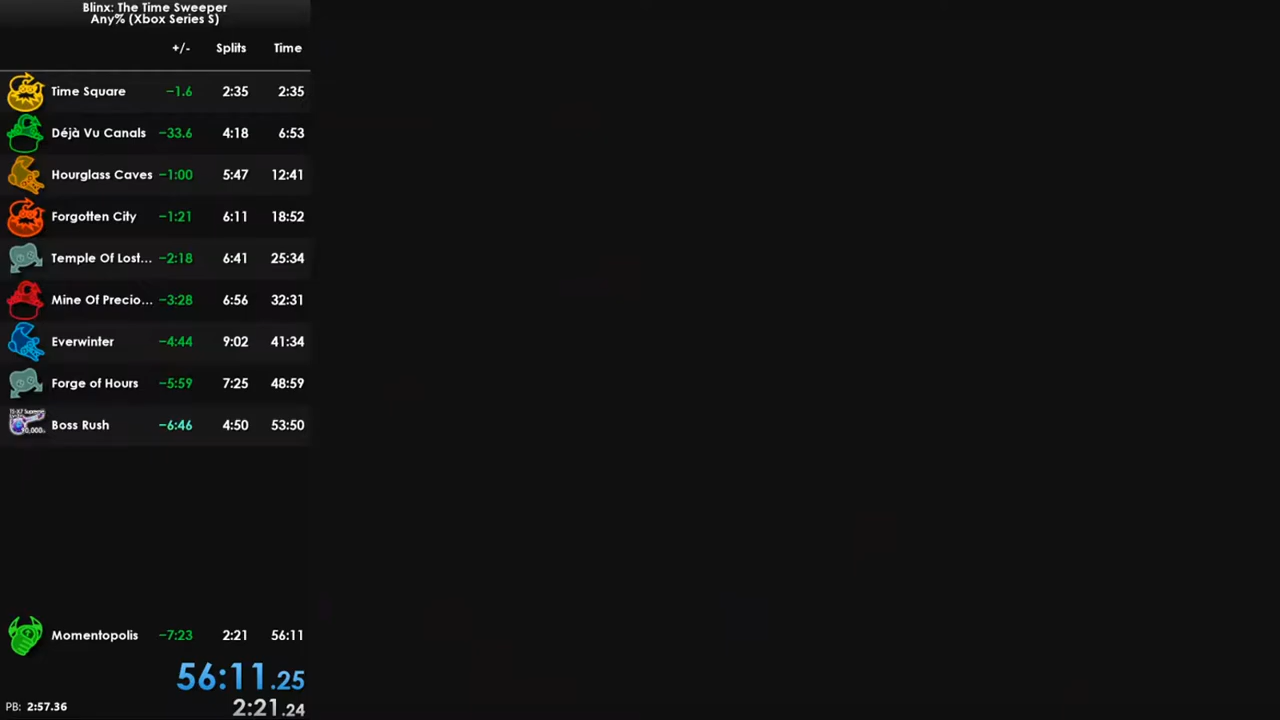 Blinx: The Time Sweeper
Any% (Xbox Series S)
+/- Splits Time
Time Square −1.6 2:35 2:35
Déjà Vu Canals −33.6 4:18 6:53
Hourglass Caves −1:00 5:47 12:41
Forgotten City −1:21 6:11 18:52
Temple Of Lost... −2:18 6:41 25:34
Mine Of Precio... −3:28 6:56 32:31
Everwinter −4:44 9:02 41:34
Forge of Hours −5:59 7:25 48:59
Boss Rush −6:46 4:50 53:50
Momentopolis −7:23 2:21 56:11
56:11.25
PB: 2:57.36 2:21.24